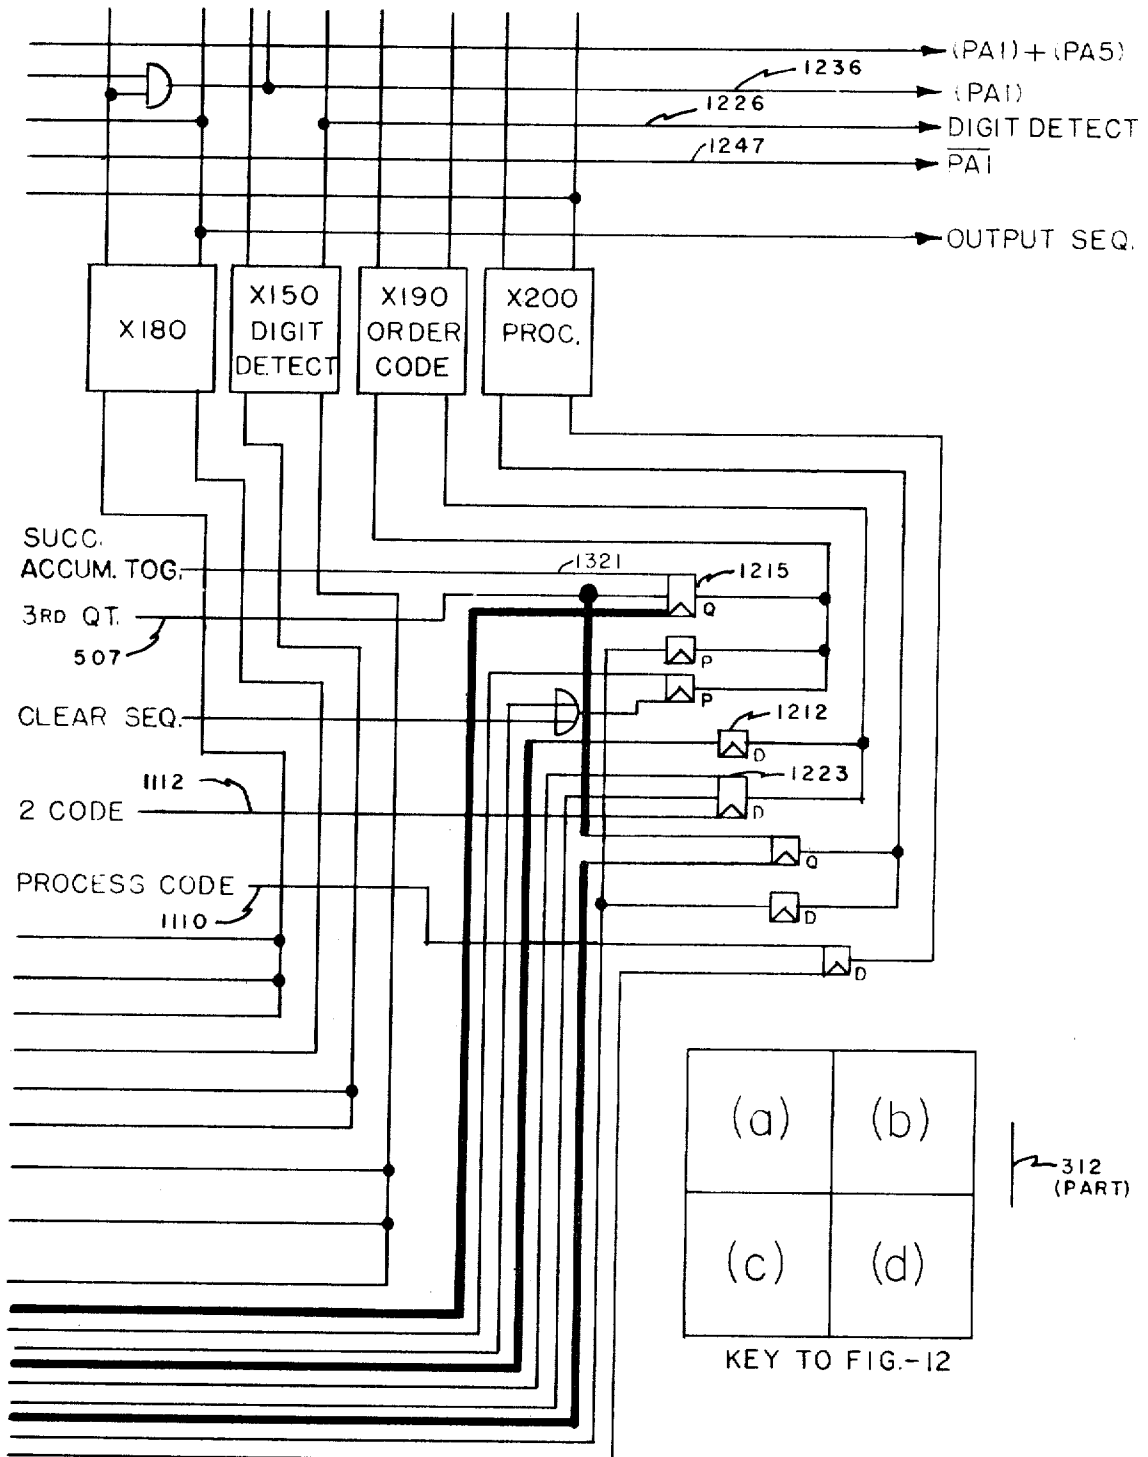 (PA1)+(PA5)
1236
(PA1)
1226
DIGIT DETECT
1247
PA1
OUTPUT SEQ.
X180
X150
DIGIT
DETECT
X190
ORDER
CODE
X200
PROC.
SUCC.
ACCUM. TOG.
1321
1215
Q
3RD QT.
507
P
P
CLEAR SEQ.
1212
D
1112
1223
2 CODE
D
Q
PROCESS CODE
1110
D
D
(a)
(b)
312
(PART)
(c)
(d)
KEY TO FIG.-12